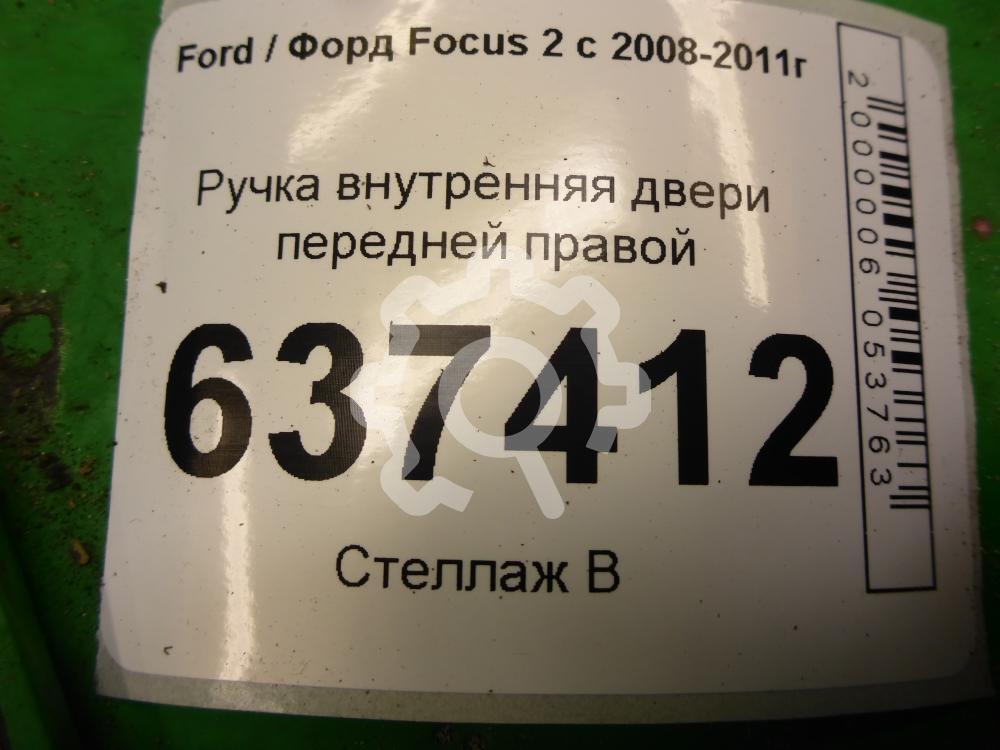 Ford / Форд Focus 2 с 2008-2011г
Ручка внутренняя двери
передней правой
637412
Стеллаж В
2000006053763